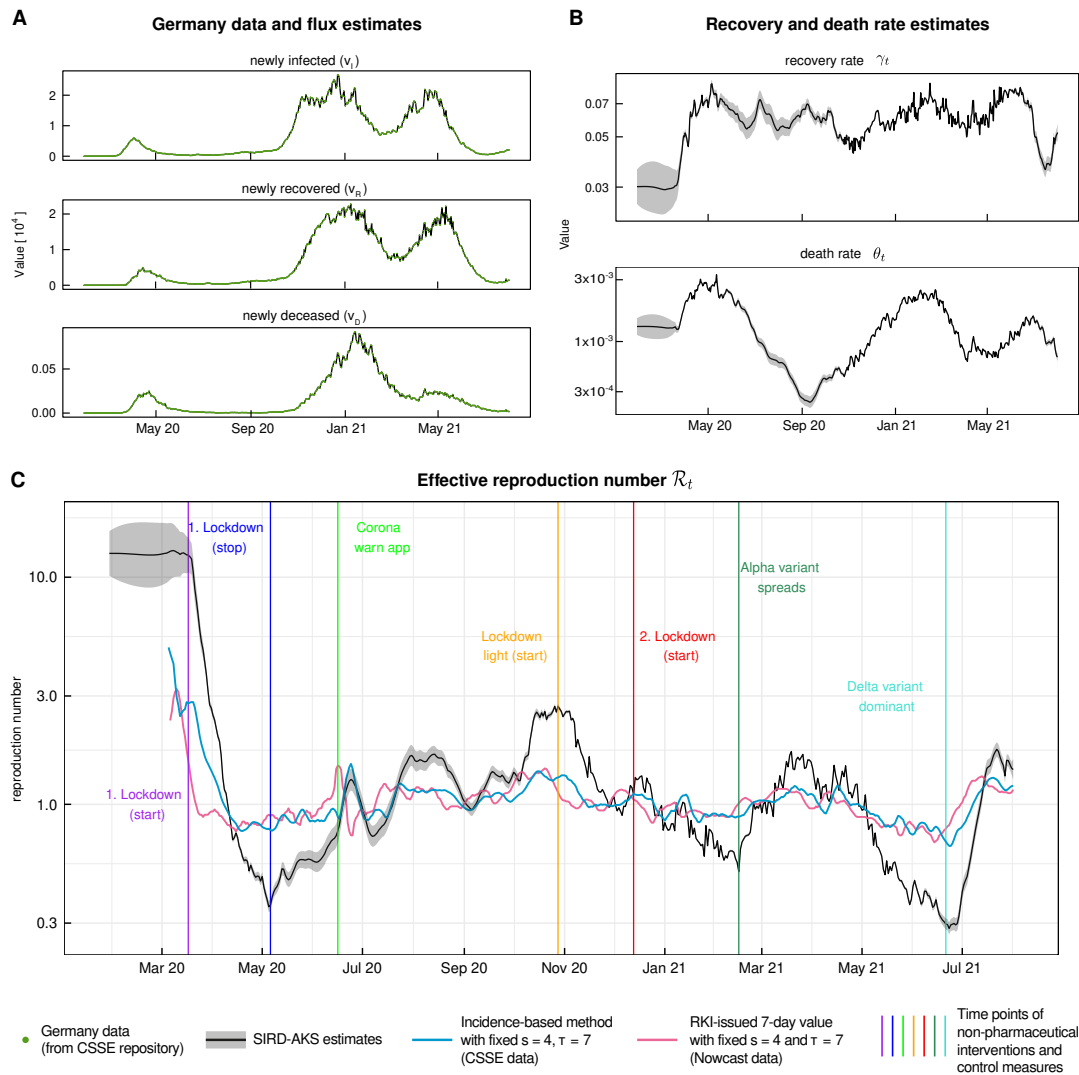 A
Germany data and flux estimates
newly infected (v_I)
2
1
0
newly recovered (v_R)
2
1
0
Value [ 10^4 ]
newly deceased (v_D)
0.05
0.00
May 20
Sep 20
Jan 21
May 21
B
Recovery and death rate estimates
recovery rate γ_t
0.07
0.05
0.03
Value
death rate θ_t
3×10^-3
1×10^-3
3×10^-4
May 20
Sep 20
Jan 21
May 21
C
Effective reproduction number R_t
reproduction number
10.0
3.0
1.0
0.3
1. Lockdown
(start)
1. Lockdown
(stop)
Corona
warn app
Lockdown
light (start)
2. Lockdown
(start)
Alpha variant
spreads
Delta variant
dominant
Mar 20
May 20
Jul 20
Sep 20
Nov 20
Jan 21
Mar 21
May 21
Jul 21
Germany data
(from CSSE repository)
SIRD-AKS estimates
Incidence-based method
with fixed s = 4, τ = 7
(CSSE data)
RKI-issued 7-day value
with fixed s = 4 and τ = 7
(Nowcast data)
Time points of
non-pharmaceutical
interventions and
control measures